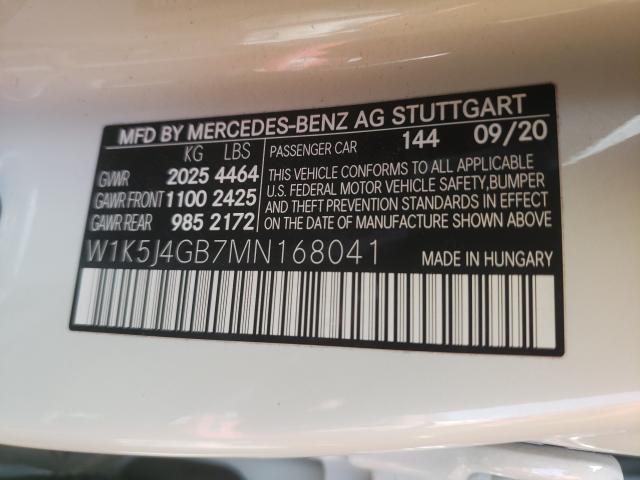 MFD BY MERCEDES-BENZ AG STUTTGART
KG LBS
GVWR 2025 4464
GAWR FRONT 1100 2425
GAWR REAR 985 2172
PASSENGER CAR 144 09/20
THIS VEHICLE CONFORMS TO ALL APPLICABLE
U.S. FEDERAL MOTOR VEHICLE SAFETY,BUMPER
AND THEFT PREVENTION STANDARDS IN EFFECT
ON THE DATE OF MANUFACTURE SHOWN ABOVE.
W1K5J4GB7MN168041
MADE IN HUNGARY